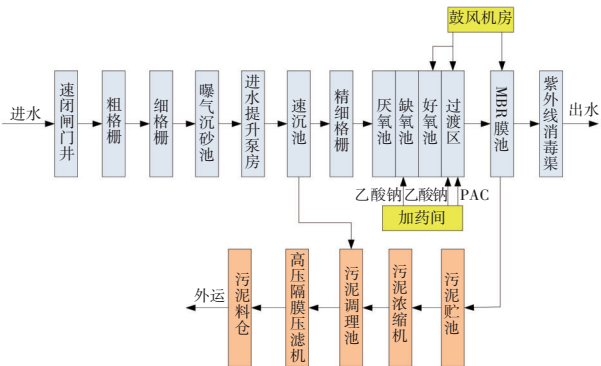 鼓风机房
进水
速闭闸门井
粗格栅
细格栅
曝气沉砂池
进水提升泵房
速沉池
精细格栅
厌氧池
缺氧池
好氧池
过渡区
MBR膜池
紫外线消毒渠
出水
乙酸钠
乙酸钠
PAC
加药间
外运
污泥料仓
高压隔膜压滤机
污泥调理池
污泥浓缩机
污泥贮池